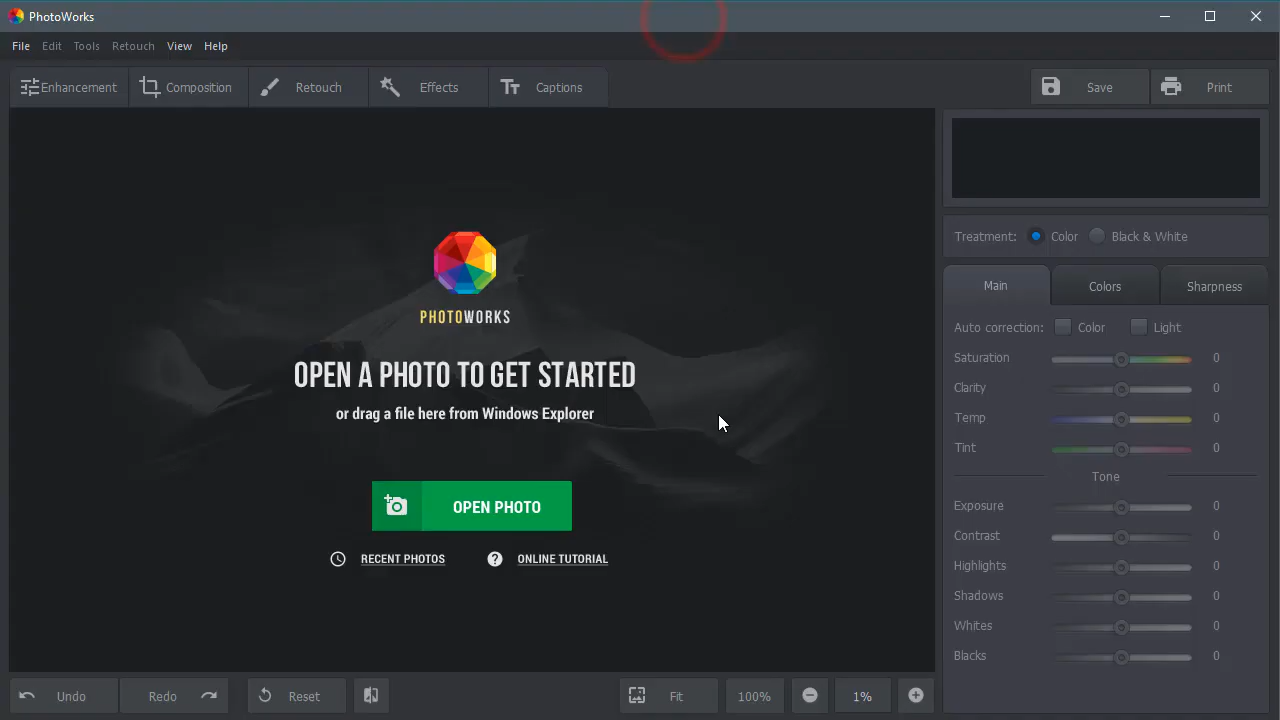 PhotoWorks
File Edit Tools Retouch View Help
Enhancement Composition Retouch Effects Captions Save Print
PHOTOWORKS
OPEN A PHOTO TO GET STARTED
or drag a file here from Windows Explorer
OPEN PHOTO
RECENT PHOTOS ONLINE TUTORIAL
Treatment: Color Black & White
Main Colors Sharpness
Auto correction: Color Light
Saturation 0
Clarity 0
Temp 0
Tint 0
Tone
Exposure 0
Contrast 0
Highlights 0
Shadows 0
Whites 0
Blacks 0
Undo Redo Reset Fit 100% 1%